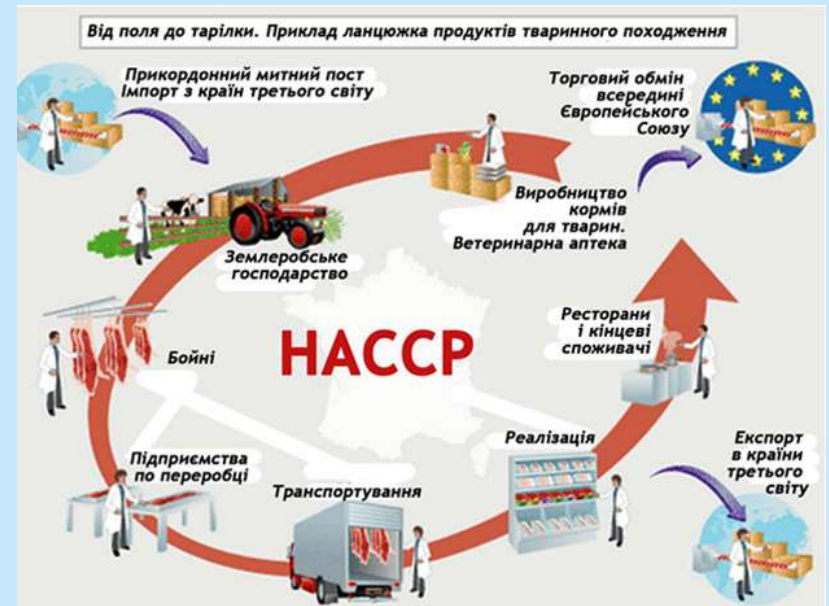 Від поля до тарілки. Приклад ланцюжка продуктів тваринного походження
Прикордонний митний пост
Імпорт з країн третього світу
Торговий обмін
всередині
Європейського
Союзу
Виробництво
кормів
для тварин.
Ветеринарна аптека
Землеробське
господарство
HACCP
Бойні
Ресторани
і кінцеві
споживачі
Підприємства
по переробці
Транспортування
Реалізація
Експорт
в країни
третього
світу